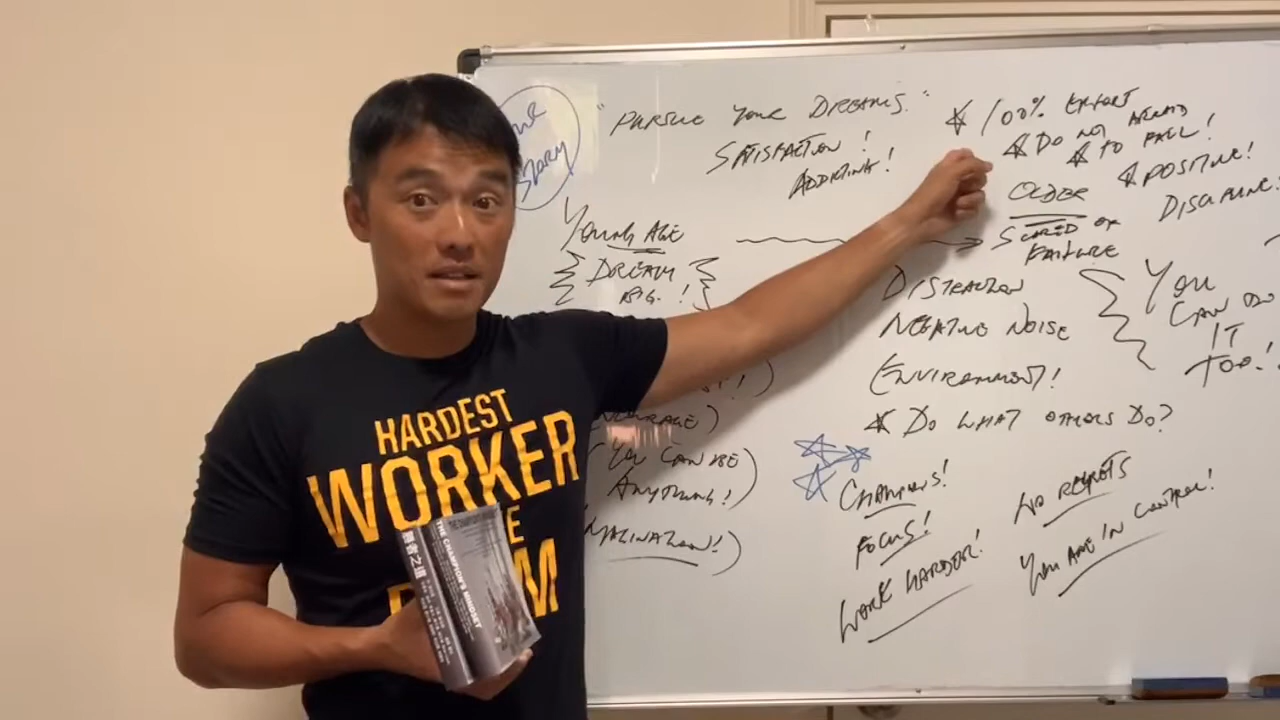 "PURSUE YOUR DREAMS."
SATISFACTION!
ADDICTING!
STORY
YOUNG AGE
DREAM
BIG!
YOU CAN BE
ANYTHING!)
★ 100% EFFORT
★ DO NOT AFRAID
★ TO FAIL!
★ POSITIVE!
DISCIPLINE!
OLDER
SCARED OF
FAILURE
DISTRACTION
NEGATIVE NOISE
(ENVIRONMENT!
★ DO WHAT OTHERS DO?
YOU
CAN DO
IT
TOO!
CHAMPIONS!
FOCUS!
WORK HARDER!
NO REGRETS
YOU ARE IN CONTROL!
HARDEST
WORKER
THE CHAMPION'S MINDSET